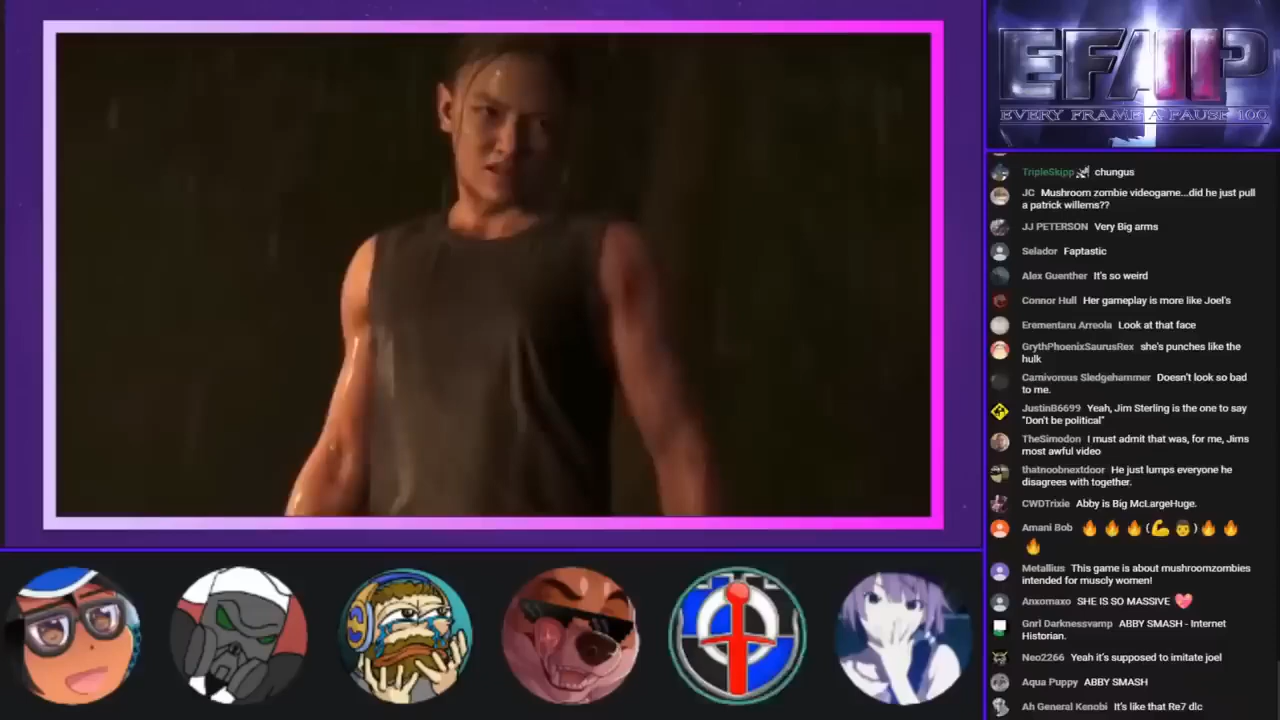 EFAP
EVERY FRAME A PAUSE 100
TripleSkipp chungus
JC Mushroom zombie videogame...did he just pull
a patrick willems??
JJ PETERSON Very Big arms
Selador Faptastic
Alex Guenther It's so weird
Connor Hull Her gameplay is more like Joel's
Erementaru Arreola Look at that face
GrythPhoenixSaurusRex she's punches like the
hulk
Carnivorous Sledgehammer Doesn't look so bad
to me.
JustinB6699 Yeah, Jim Sterling is the one to say
"Don't be political"
TheSimodon I must admit that was, for me, Jims
most awful video
thatnoobnextdoor He just lumps everyone he
disagrees with together.
CWDTrixie Abby is Big McLargeHuge.
Amani Bob 🔥 🔥 🔥 (💪 👨) 🔥 🔥
🔥
Metallius This game is about mushroomzombies
intended for muscly women!
Anxomaxo SHE IS SO MASSIVE 💗
Gnrl Darknessvamp ABBY SMASH - Internet
Historian.
Neo2266 Yeah it's supposed to imitate joel
Aqua Puppy ABBY SMASH
Ah General Kenobi It's like that Re7 dlc